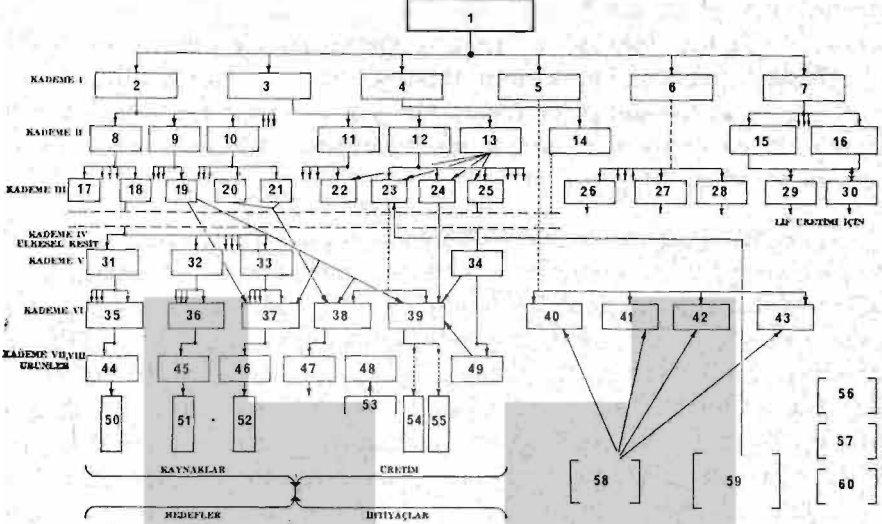 1
KADEME I 2 3 4 5 6 7
KADEME II 8 9 10 11 12 13 14 15 16
KADEME III 17 18 19 20 21 22 23 24 25 26 27 28 29 30
LİF ÜRETİMİ İÇİN
KADEME IV
ÜLKESEL KESİT
KADEME V 31 32 33 34
KADEME VI 35 36 37 38 39 40 41 42 43
KADEME VII,VIII
ÜRÜNLER 44 45 46 47 48 49
50 51 52 53 54 55 56
57
58 59 60
KAYNAKLAR ÜRETİM
HEDEFLER İHTİYAÇLAR